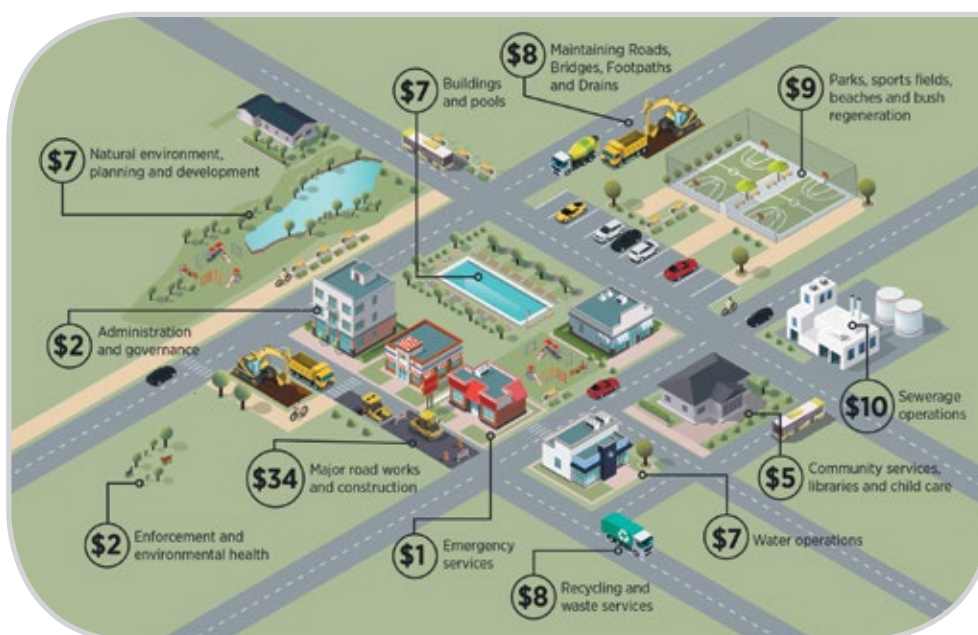 $8
Maintaining Roads,
Bridges, Footpaths
and Drains
$7
Buildings
and pools
$9
Parks, sports fields,
beaches and bush
regeneration
$7
Natural environment,
planning and development
$2
Administration
and governance
$10
Sewerage
operations
$34
Major road works
and construction
$5
Community services,
libraries and child care
$2
Enforcement and
environmental health
$1
Emergency
services
$7
Water operations
$8
Recycling and
waste services